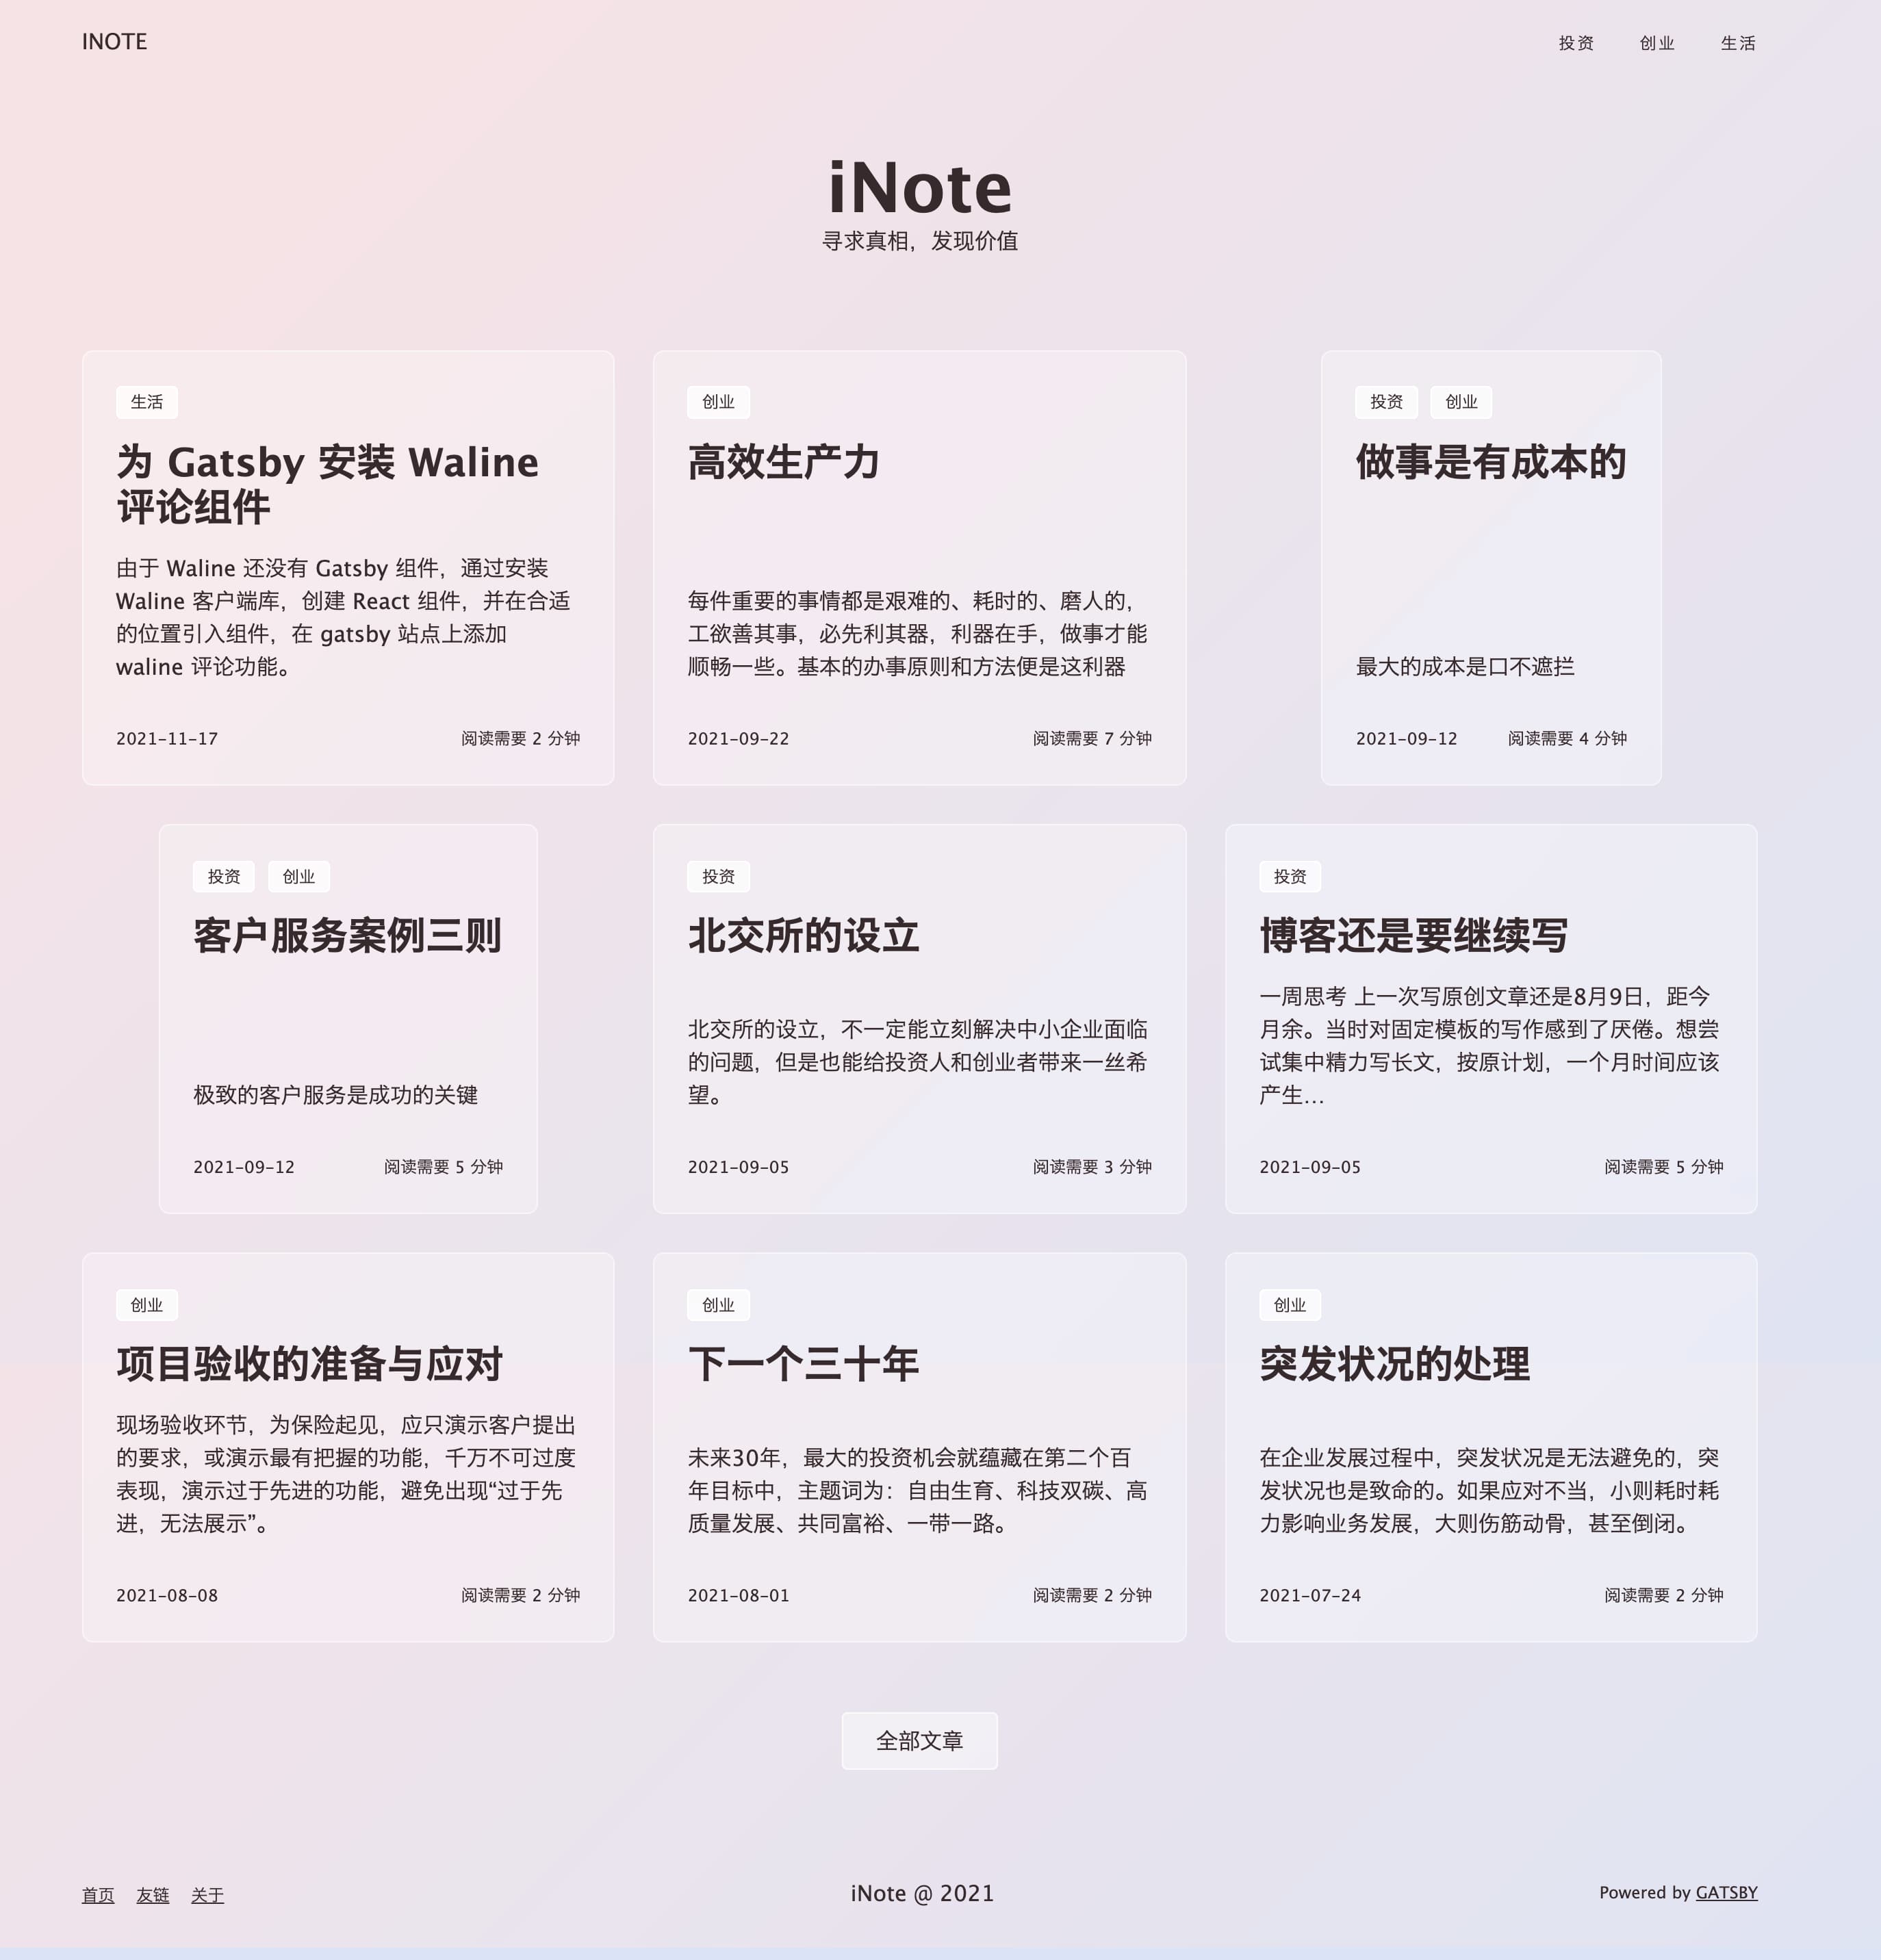 INOTE
投资 创业 生活
iNote
寻求真相，发现价值
生活
为 Gatsby 安装 Waline
评论组件
由于 Waline 还没有 Gatsby 组件，通过安装
Waline 客户端库，创建 React 组件，并在合适
的位置引入组件，在 gatsby 站点上添加
waline 评论功能。
2021-11-17 阅读需要 2 分钟
创业
高效生产力
每件重要的事情都是艰难的、耗时的、磨人的，
工欲善其事，必先利其器，利器在手，做事才能
顺畅一些。基本的办事原则和方法便是这利器
2021-09-22 阅读需要 7 分钟
投资 创业
做事是有成本的
最大的成本是口不遮拦
2021-09-12 阅读需要 4 分钟
投资 创业
客户服务案例三则
极致的客户服务是成功的关键
2021-09-12 阅读需要 5 分钟
投资
北交所的设立
北交所的设立，不一定能立刻解决中小企业面临
的问题，但是也能给投资人和创业者带来一丝希
望。
2021-09-05 阅读需要 3 分钟
投资
博客还是要继续写
一周思考 上一次写原创文章还是8月9日，距今
月余。当时对固定模板的写作感到了厌倦。想尝
试集中精力写长文，按原计划，一个月时间应该
产生…
2021-09-05 阅读需要 5 分钟
创业
项目验收的准备与应对
现场验收环节，为保险起见，应只演示客户提出
的要求，或演示最有把握的功能，千万不可过度
表现，演示过于先进的功能，避免出现“过于先
进，无法展示”。
2021-08-08 阅读需要 2 分钟
创业
下一个三十年
未来30年，最大的投资机会就蕴藏在第二个百
年目标中，主题词为：自由生育、科技双碳、高
质量发展、共同富裕、一带一路。
2021-08-01 阅读需要 2 分钟
创业
突发状况的处理
在企业发展过程中，突发状况是无法避免的，突
发状况也是致命的。如果应对不当，小则耗时耗
力影响业务发展，大则伤筋动骨，甚至倒闭。
2021-07-24 阅读需要 2 分钟
全部文章
首页 友链 关于
iNote @ 2021
Powered by GATSBY